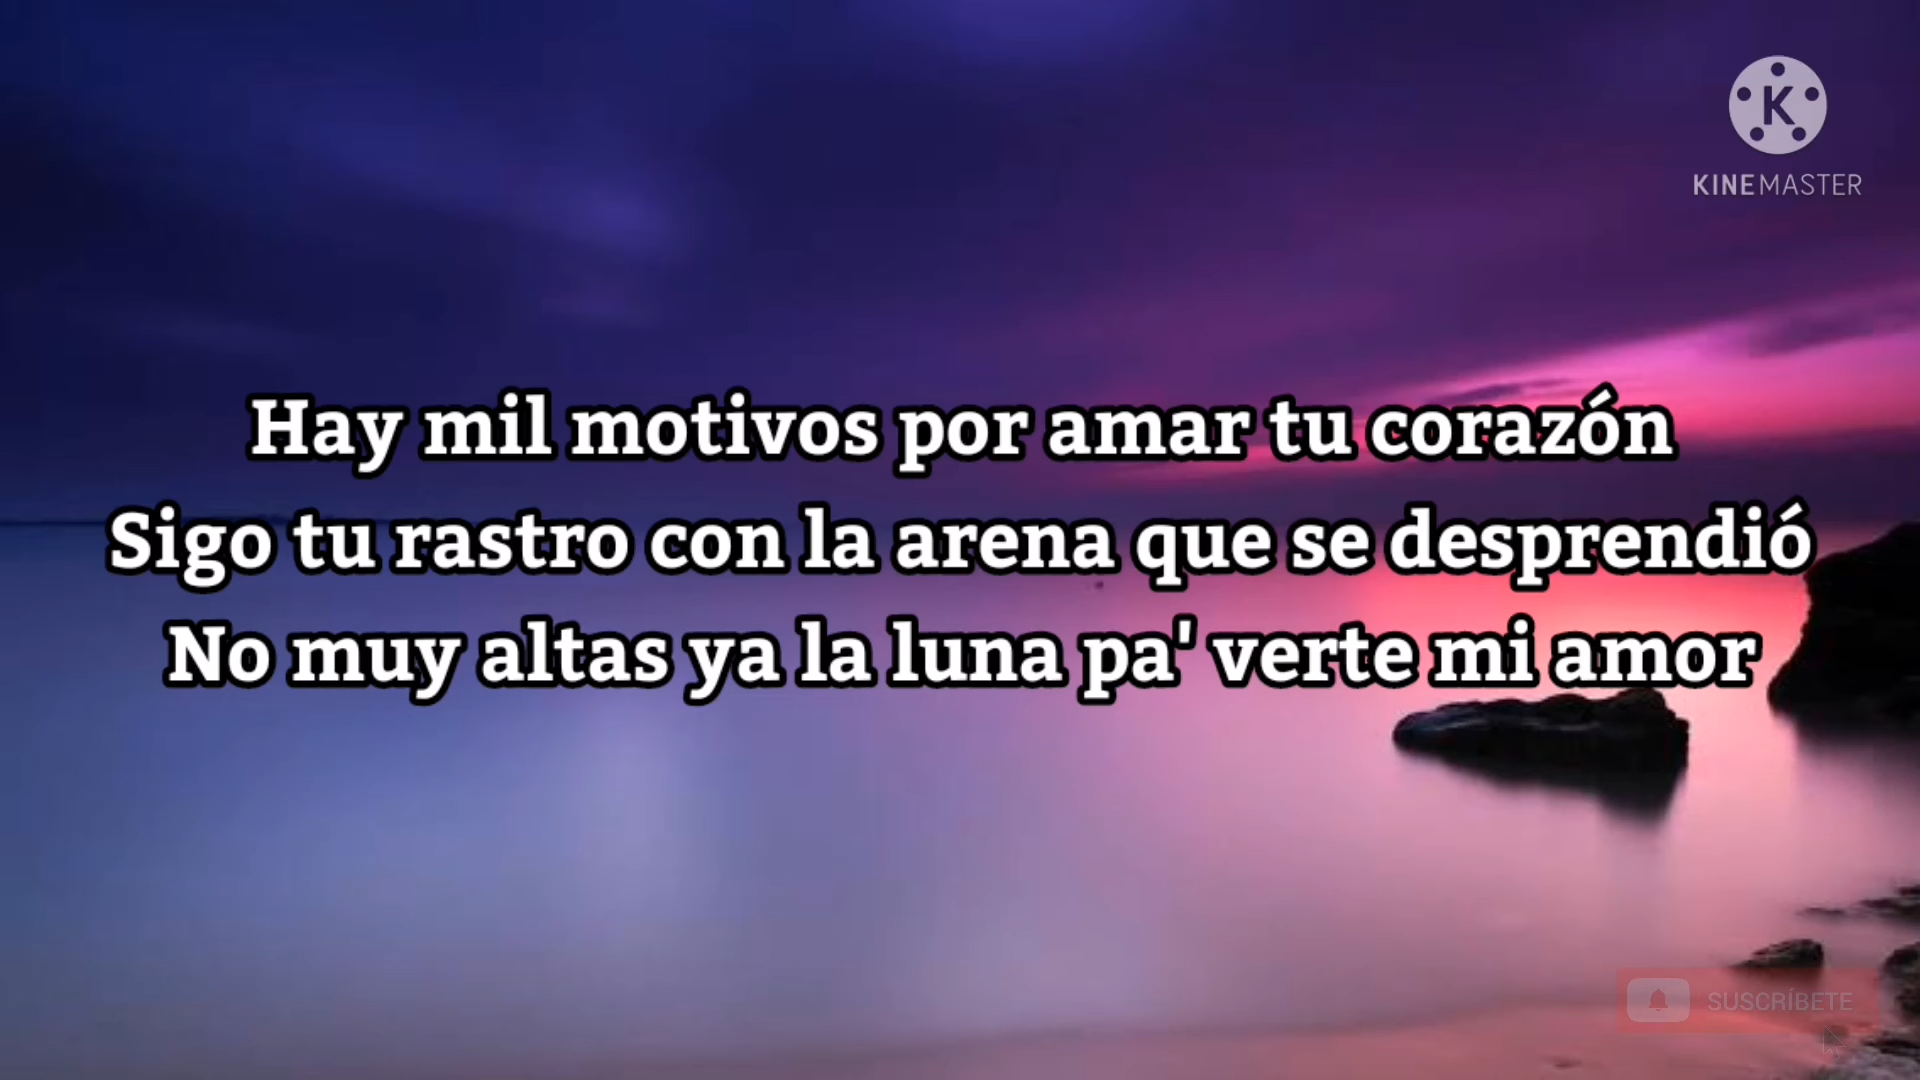 K
KINEMASTER
Hay mil motivos por amar tu corazón
Sigo tu rastro con la arena que se desprendió
No muy altas ya la luna pa' verte mi amor
SUSCRÍBETE